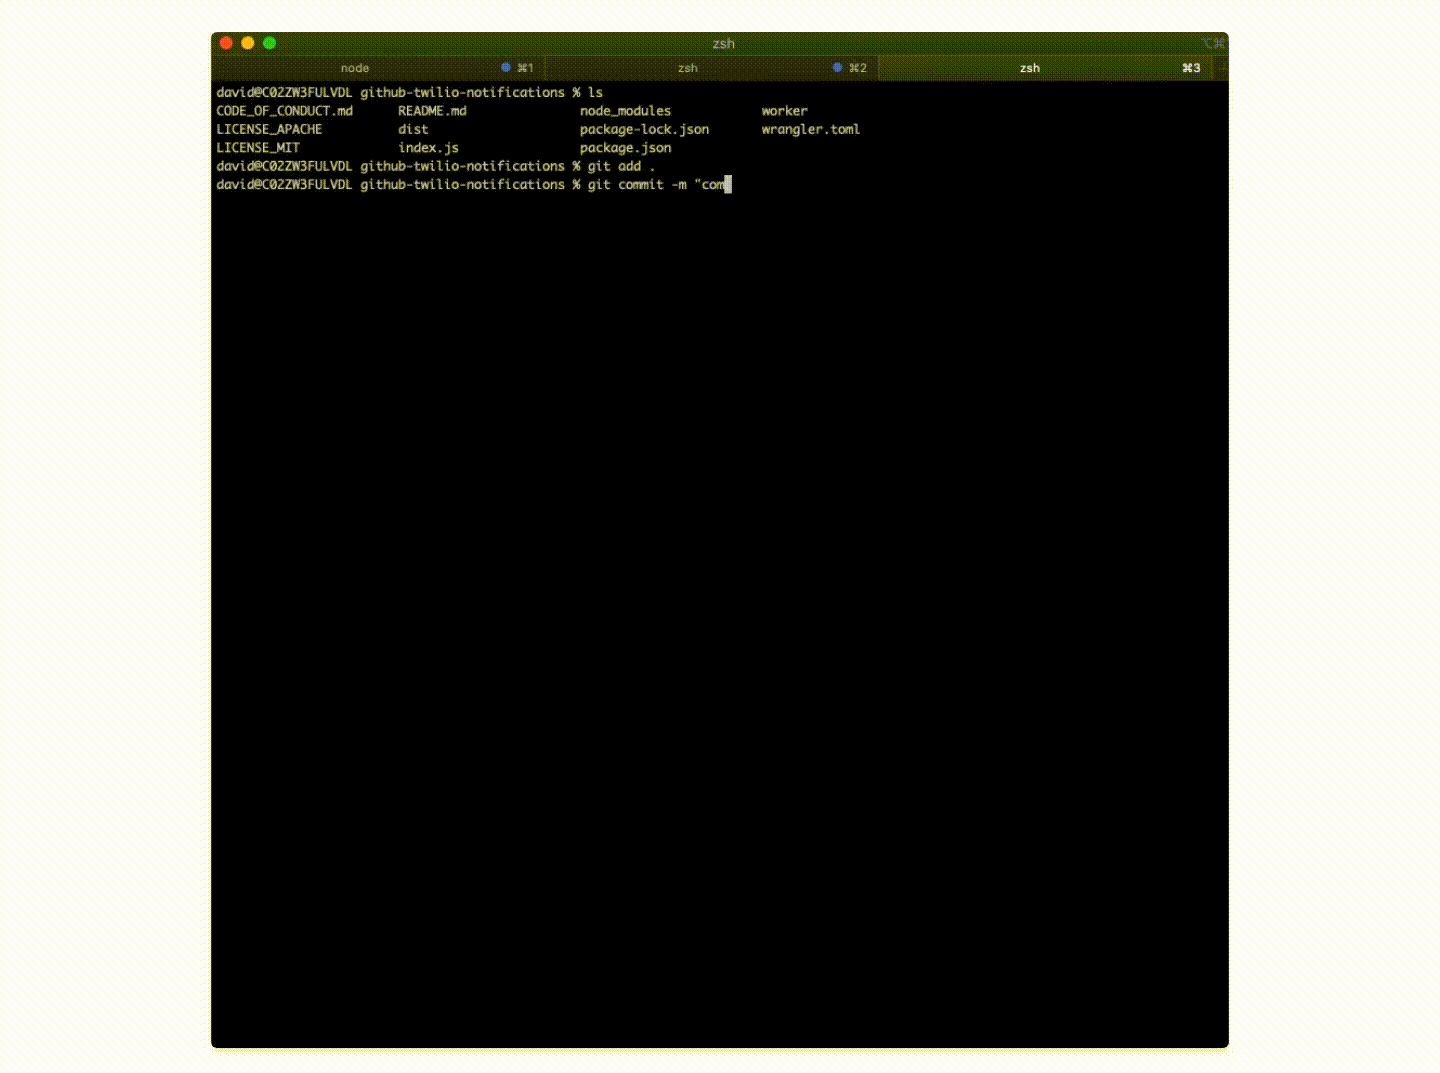 zsh ⌥⌘
node ⌘1 zsh ⌘2 zsh ⌘3
david@C02ZW3FULVDL github-twilio-notifications % ls
CODE_OF_CONDUCT.md README.md node_modules worker
LICENSE_APACHE dist package-lock.json wrangler.toml
LICENSE_MIT index.js package.json
david@C02ZW3FULVDL github-twilio-notifications % git add .
david@C02ZW3FULVDL github-twilio-notifications % git commit -m "com